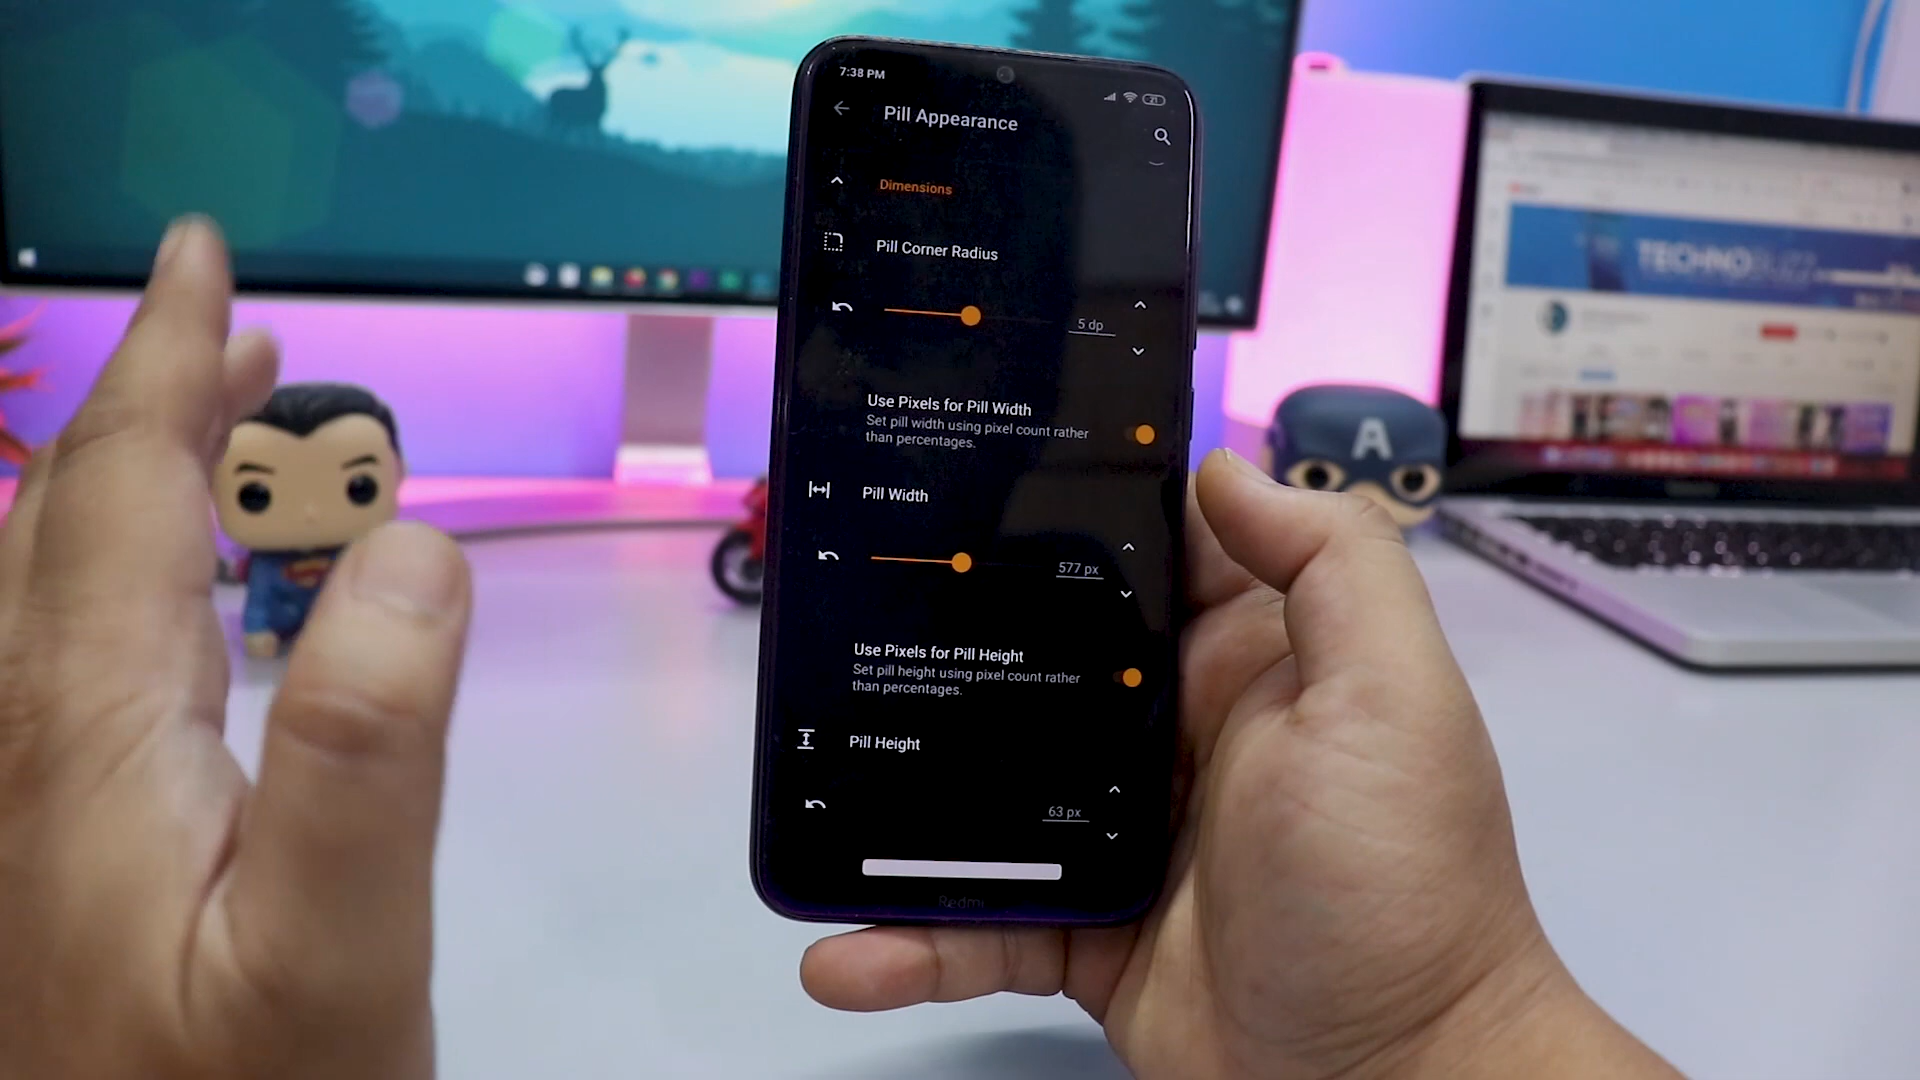 7:38 PM
21
Pill Appearance
Dimensions
Pill Corner Radius
5 dp
Use Pixels for Pill Width
Set pill width using pixel count rather
than percentages.
Pill Width
577 px
Use Pixels for Pill Height
Set pill height using pixel count rather
than percentages.
Pill Height
63 px
Redmi
A